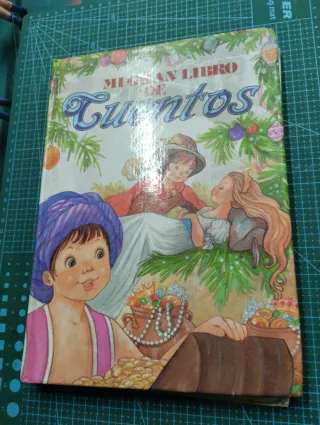 MI GRAN LIBRO
DE
Cuentos